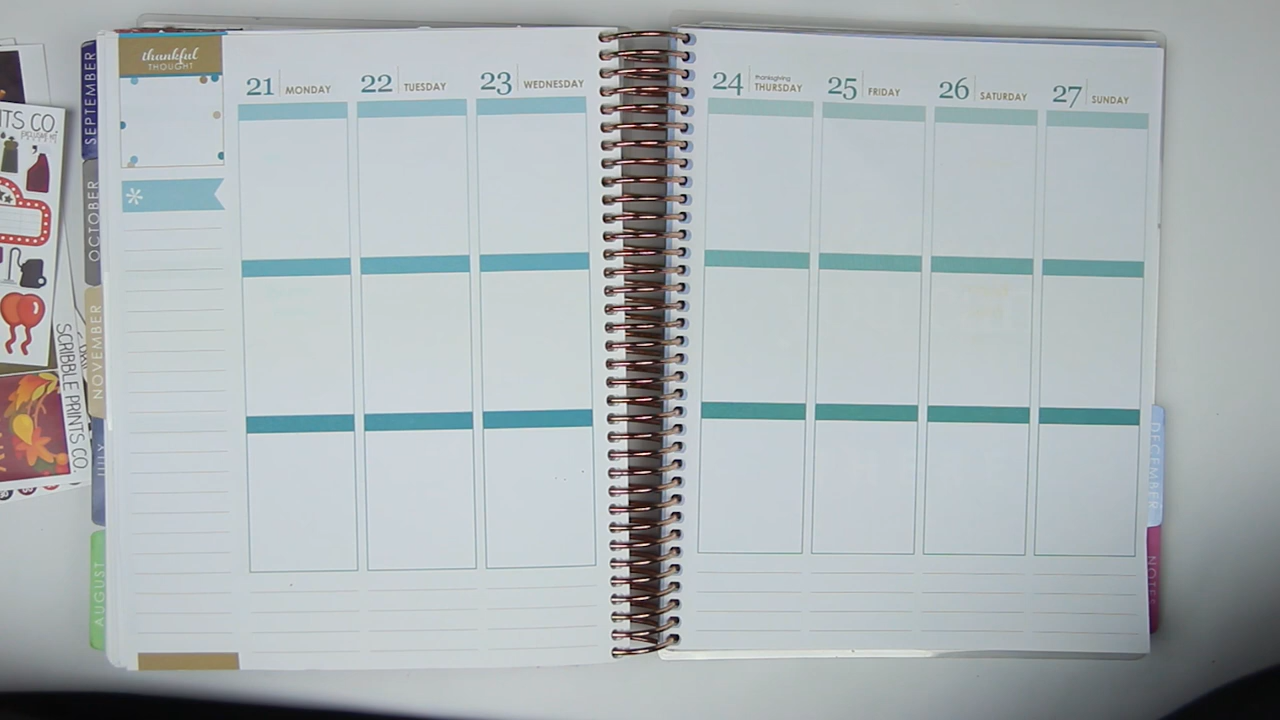 thankful
THOUGHT
21 MONDAY
22 TUESDAY
23 WEDNESDAY
24 thanksgiving THURSDAY
25 FRIDAY
26 SATURDAY
27 SUNDAY
SEPTEMBER
OCTOBER
NOVEMBER
JULY
AUGUST
DECEMBER
NOTES
TS CO.
SCRIBBLE PRINTS CO.